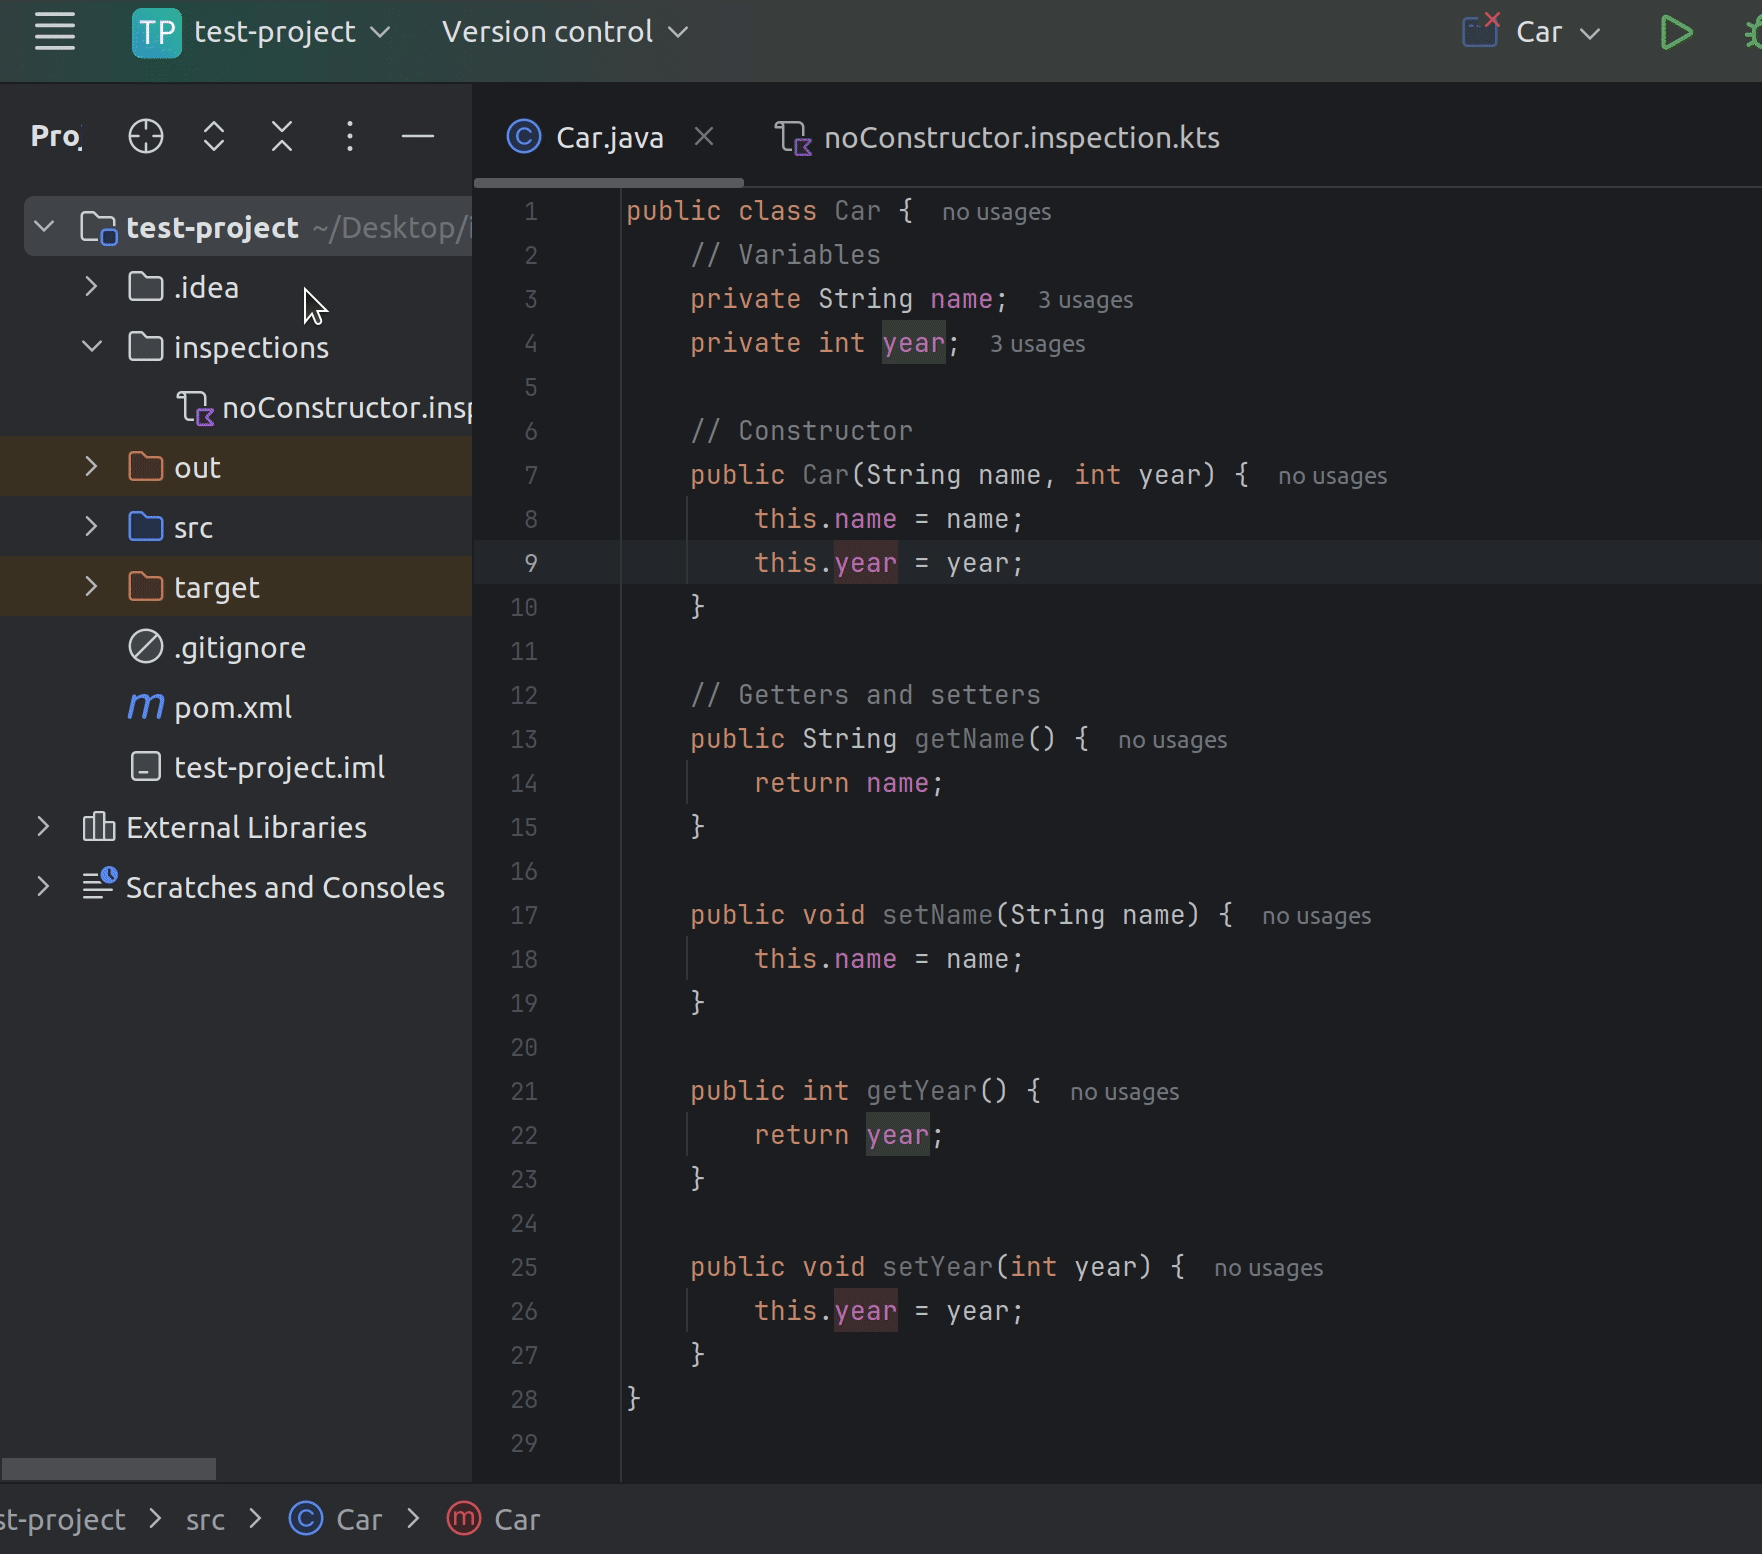 TP test-project Version control Car
Pro
Car.java noConstructor.inspection.kts
test-project ~/Desktop/i
.idea
inspections
noConstructor.insp
out
src
target
.gitignore
pom.xml
test-project.iml
External Libraries
Scratches and Consoles
1 public class Car { no usages
2 // Variables
3 private String name; 3 usages
4 private int year; 3 usages
5
6 // Constructor
7 public Car(String name, int year) { no usages
8 this.name = name;
9 this.year = year;
10 }
11
12 // Getters and setters
13 public String getName() { no usages
14 return name;
15 }
16
17 public void setName(String name) { no usages
18 this.name = name;
19 }
20
21 public int getYear() { no usages
22 return year;
23 }
24
25 public void setYear(int year) { no usages
26 this.year = year;
27 }
28 }
29
st-project > src > Car > Car